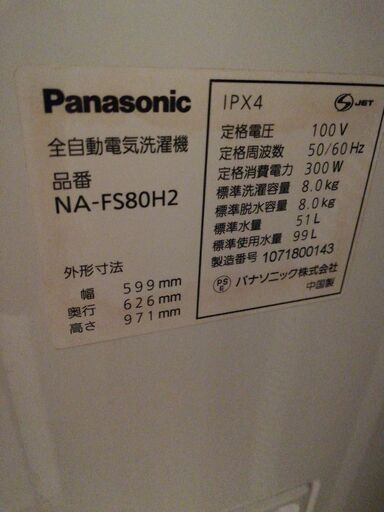 Panasonic
全自動電気洗濯機
品番
NA-FS80H2
外形寸法
幅 599mm
奥行 626mm
高さ 971mm
IPX4
S JET
定格電圧 100V
定格周波数 50/60Hz
定格消費電力 300W
標準洗濯容量 8.0kg
標準脱水容量 8.0kg
標準水量 51L
標準使用水量 99L
製造番号 1071800143
PS E パナソニック株式会社
中国製